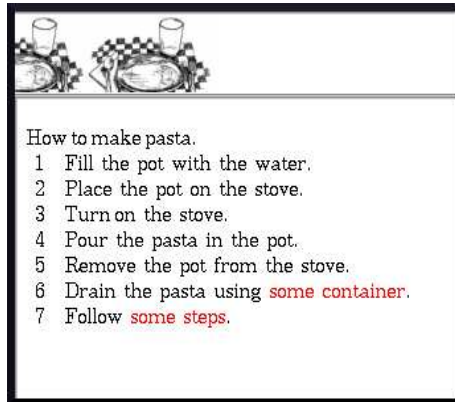 How to make pasta.
1 Fill the pot with the water.
2 Place the pot on the stove.
3 Turn on the stove.
4 Pour the pasta in the pot.
5 Remove the pot from the stove.
6 Drain the pasta using some container.
7 Follow some steps.